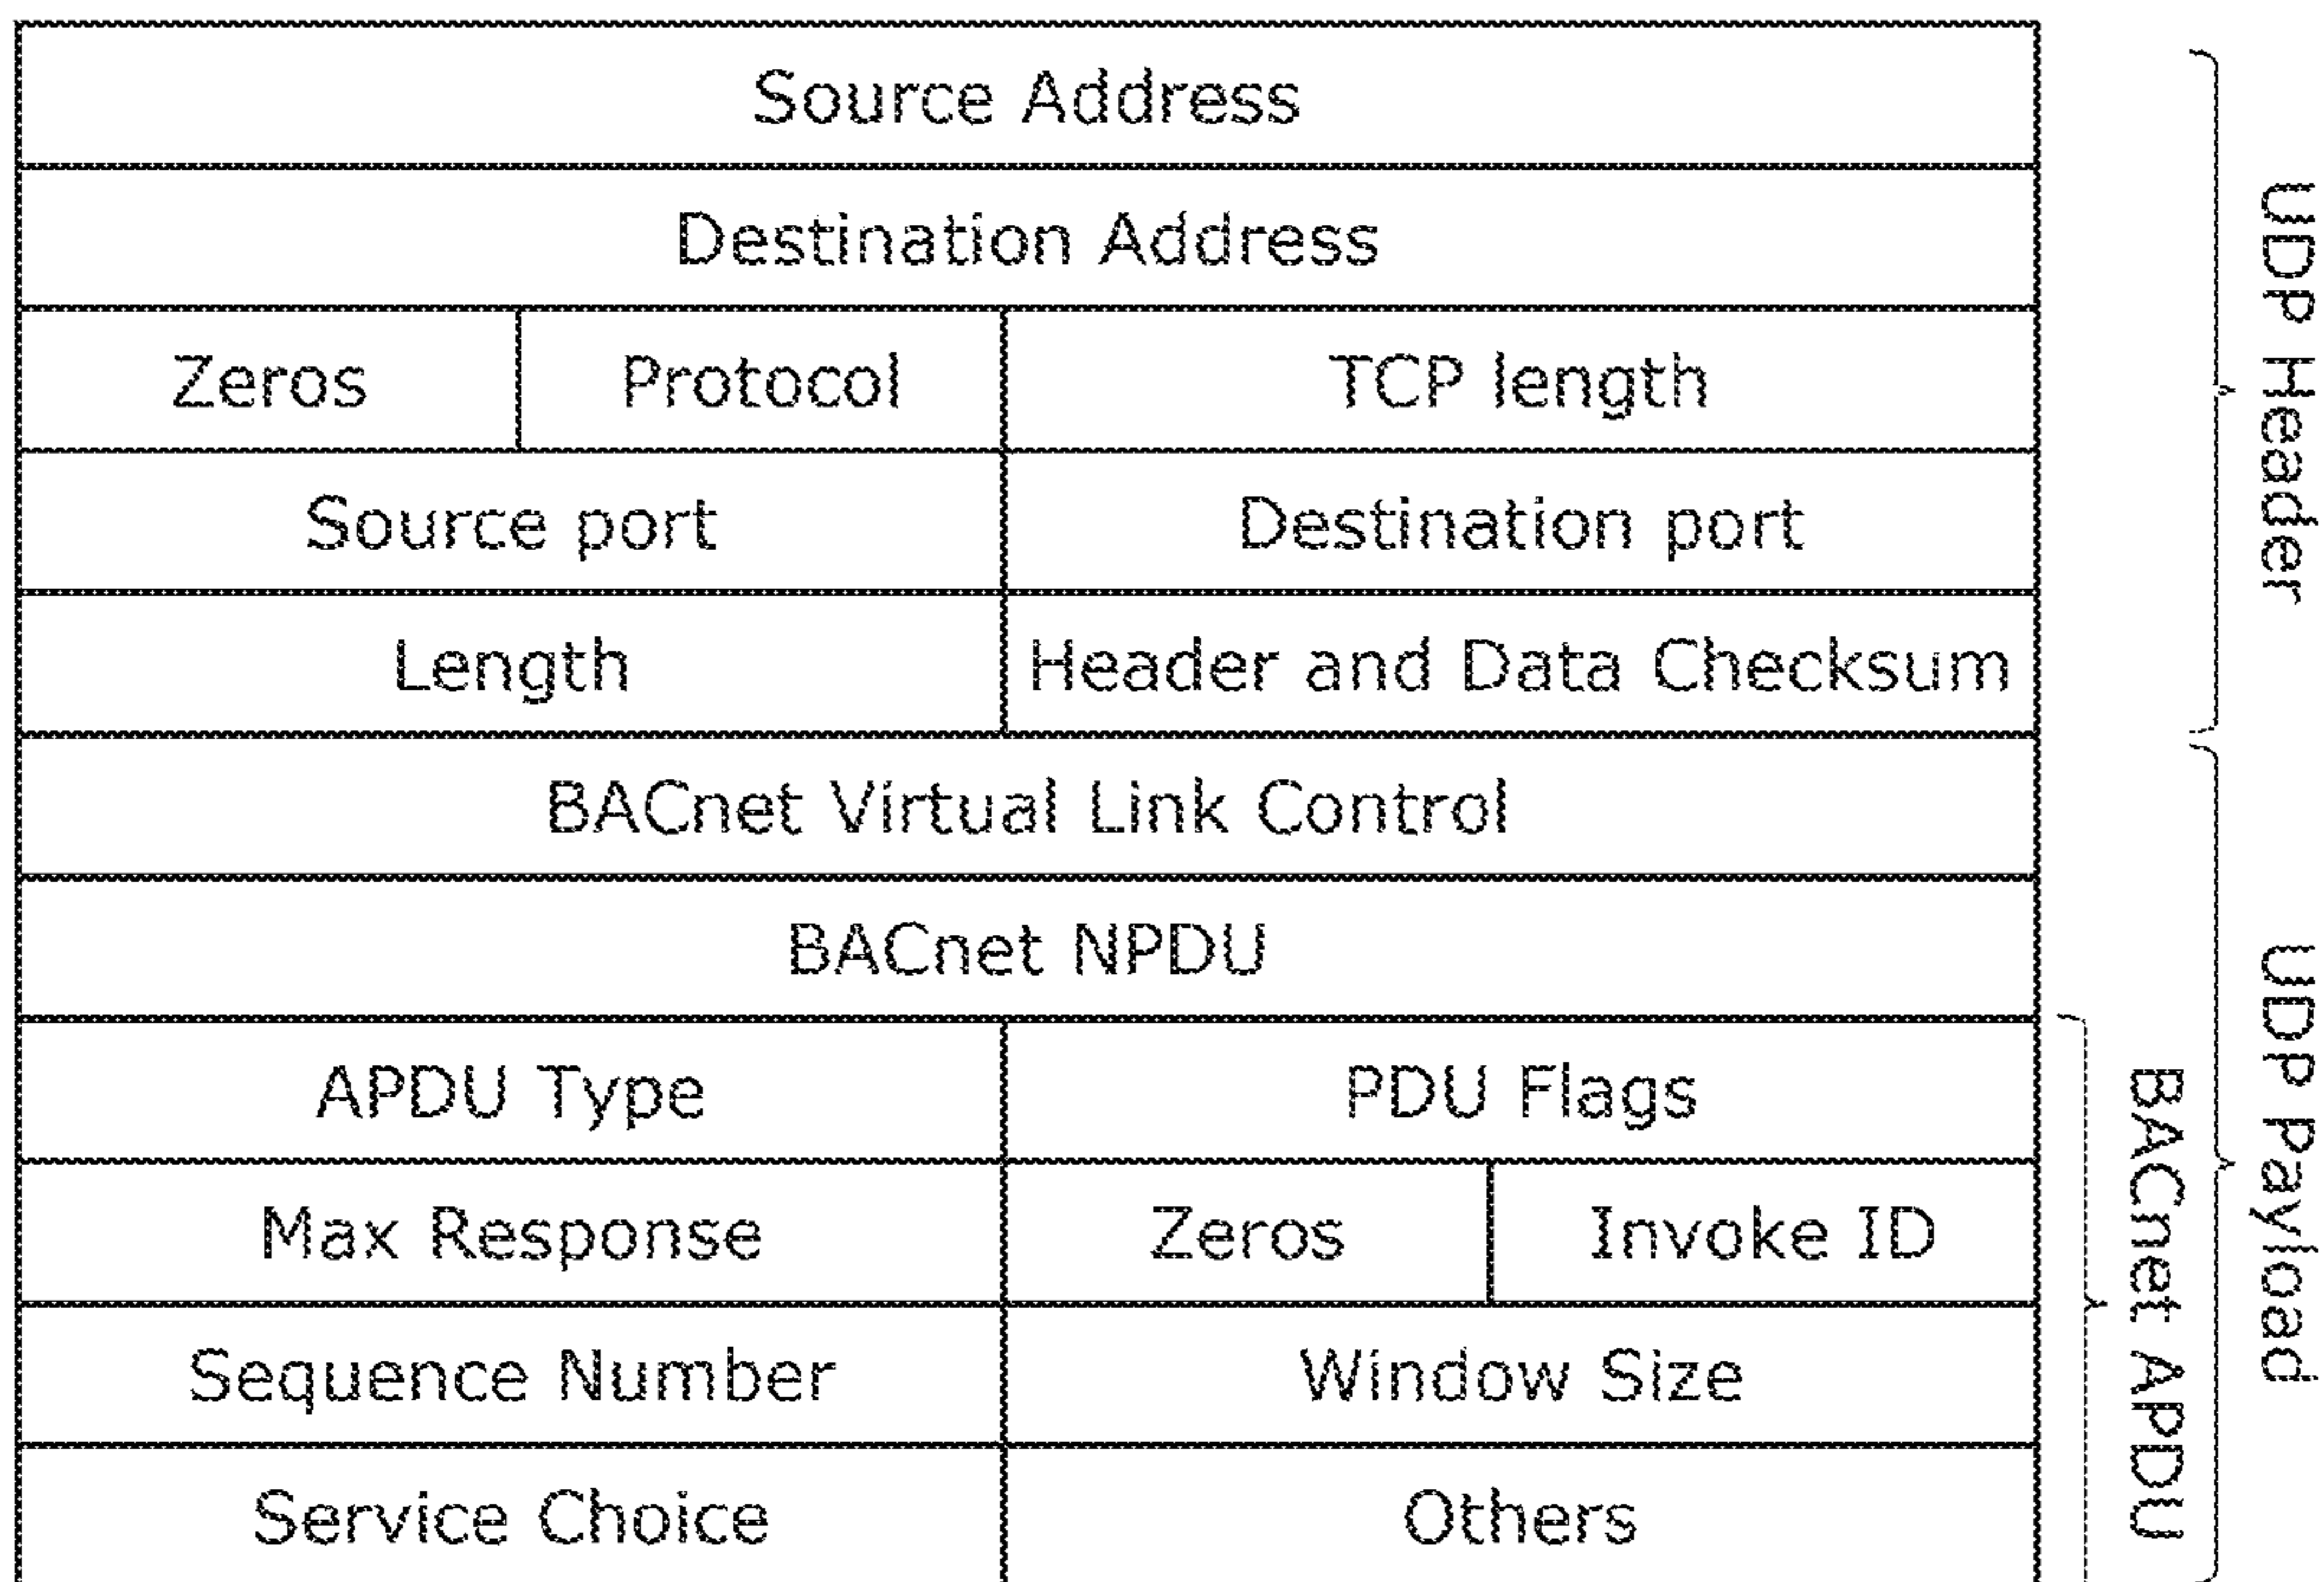 Source Address
Destination Address
Zeros Protocol TCP length
Source port Destination port
Length Header and Data Checksum
UDP Header
BACnet Virtual Link Control
BACnet NPDU
APDU Type PDU Flags
Max Response Zeros Invoke ID
Sequence Number Window Size
Service Choice Others
BACnet APDU
UDP Payload